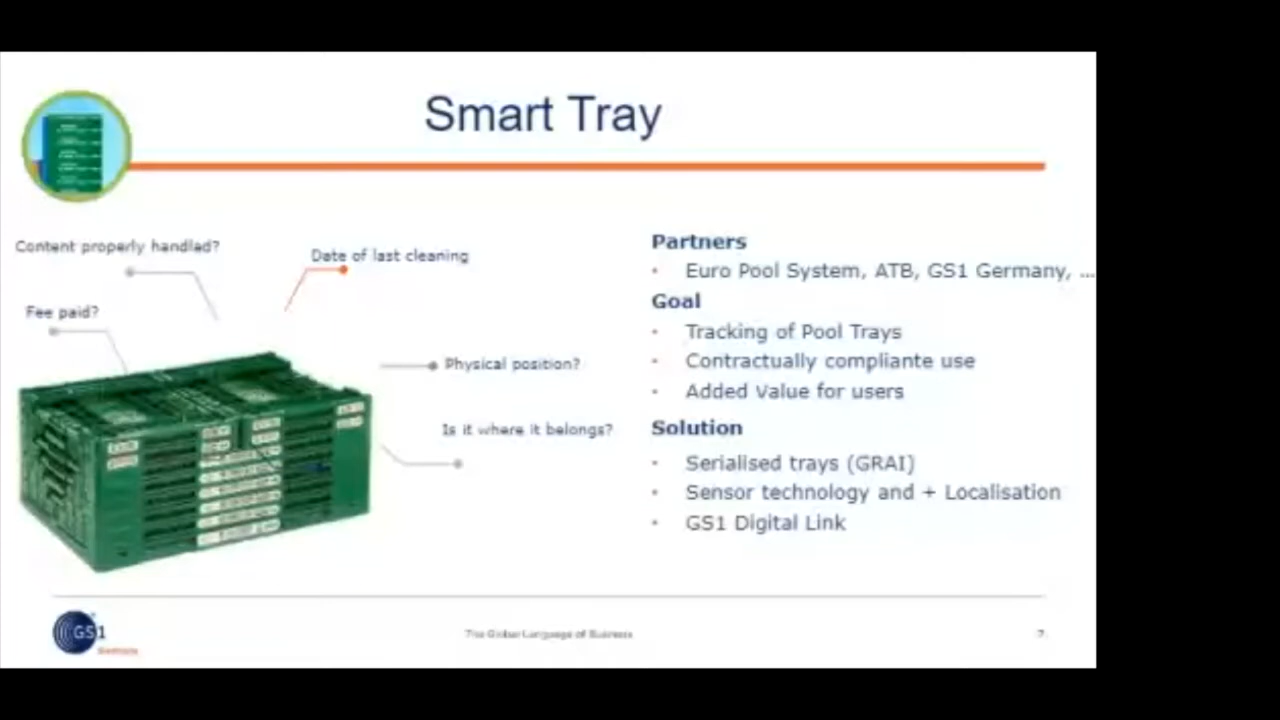 Smart Tray
Content properly handlad?
Date of last cleaning
Fee paid?
Physical position?
Is it where it belongs?
Partners
• Euro Pool System, ATB, GS1 Germany, ...
Goal
• Tracking of Pool Trays
• Contractually compliante use
• Added Value for users
Solution
• Serialised trays (GRAI)
• Sensor technology and + Localisation
• GS1 Digital Link
GS1
The Global Language of Business
7